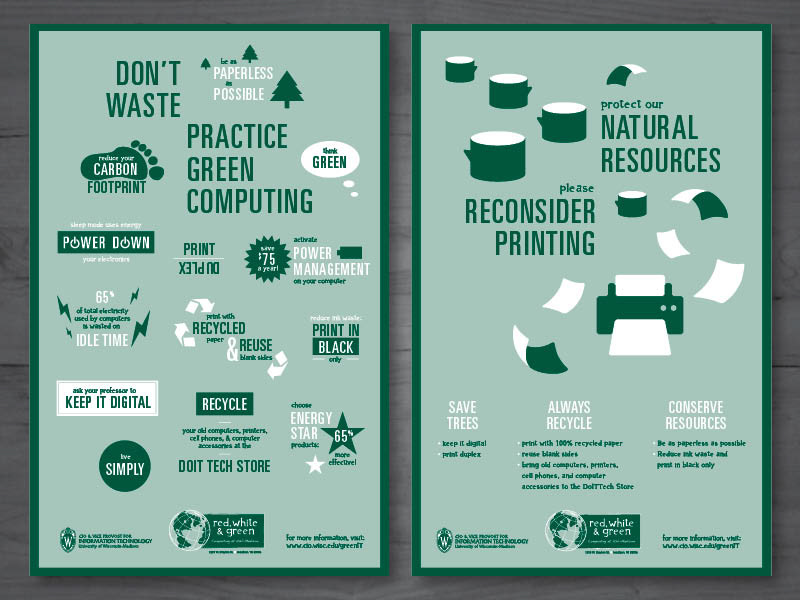 DON'T
WASTE
be as
PAPERLESS
as
POSSIBLE
PRACTICE
GREEN
COMPUTING
reduce your
CARBON
FOOTPRINT
think
GREEN
sleep mode uses energy
POWER DOWN
your electronics
PRINT
DUPLEX
save
$75
a year!
activate
POWER
MANAGEMENT
on your computer
65%
of total electricity
used by computers
is wasted on
IDLE TIME
print with
RECYCLED
paper
& REUSE
blank sides
reduce ink waste:
PRINT IN
BLACK
only
ask your professor to
KEEP IT DIGITAL
RECYCLE
your old computers, printers,
cell phones, & computer
accessories at the
DOIT TECH STORE
choose
ENERGY
STAR
products:
65%
more
effective!
live
SIMPLY
CIO & VICE PROVOST FOR
INFORMATION TECHNOLOGY
University of Wisconsin-Madison
red, white
& green
Computing at UW-Madison
for more information, visit:
www.cio.wisc.edu/greenIT
protect our
NATURAL
RESOURCES
please
RECONSIDER
PRINTING
SAVE
TREES
• keep it digital
• print duplex
ALWAYS
RECYCLE
• print with 100% recycled paper
• reuse blank sides
• bring old computers, printers,
cell phones, and computer
accessories to the DoITTech Store
CONSERVE
RESOURCES
• Be as paperless as possible
• Reduce ink waste and
print in black only
CIO & VICE PROVOST FOR
INFORMATION TECHNOLOGY
University of Wisconsin-Madison
red, white
& green
Computing at UW-Madison
for more information, visit:
www.cio.wisc.edu/greenIT